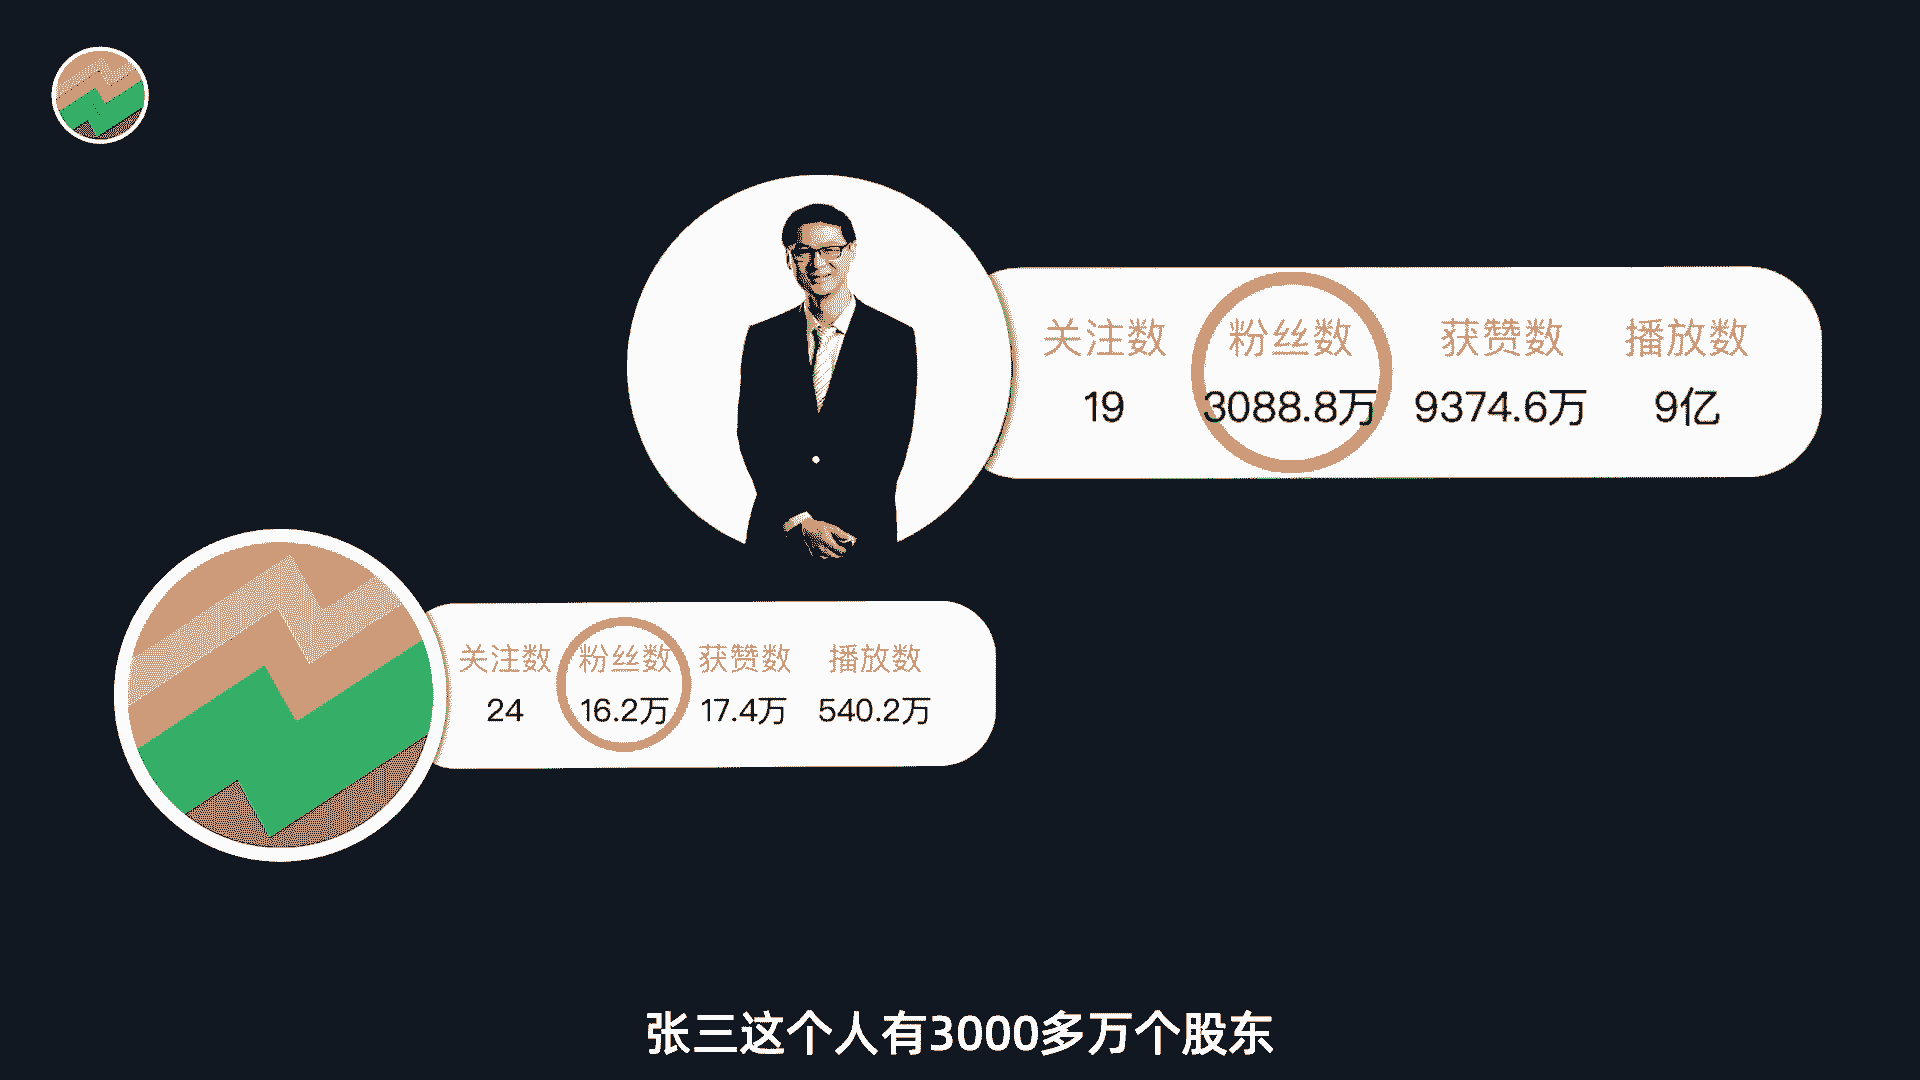 关注数 粉丝数 获赞数 播放数
19 3088.8万 9374.6万 9亿
关注数 粉丝数 获赞数 播放数
24 16.2万 17.4万 540.2万
张三这个人有3000多万个股东